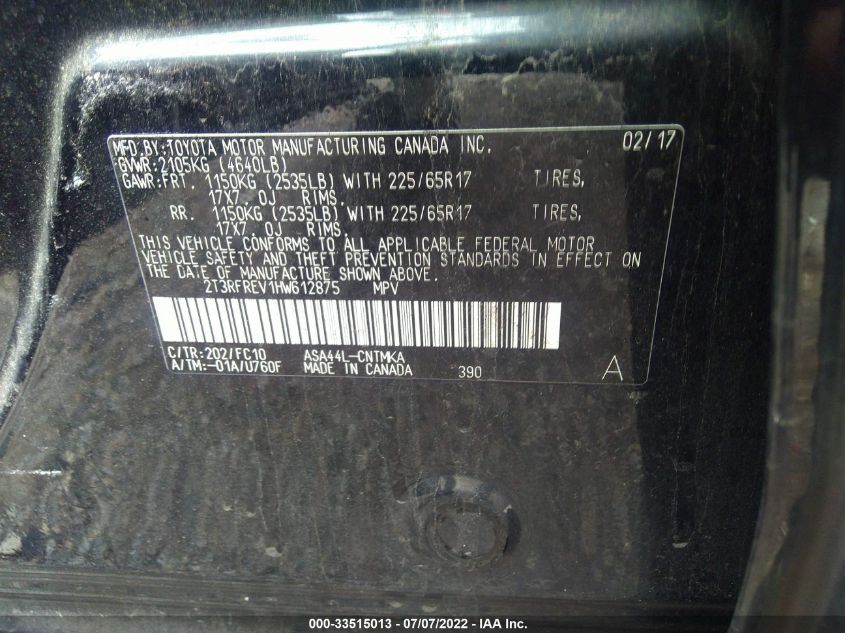 MFD.BY:TOYOTA MOTOR MANUFACTURING CANADA INC. 02/17
GVWR:2105KG (4640LB)
GAWR:FRT. 1150KG (2535LB) WITH 225/65R17 TIRES,
17X7.0J RIMS.
RR. 1150KG (2535LB) WITH 225/65R17 TIRES,
17X7.0J RIMS.
THIS VEHICLE CONFORMS TO ALL APPLICABLE FEDERAL MOTOR
VEHICLE SAFETY AND THEFT PREVENTION STANDARDS IN EFFECT ON
THE DATE OF MANUFACTURE SHOWN ABOVE.
2T3RFREV1HW612875 MPV
C/TR:202/FC10 ASA44L-CNTMKA
A/TM:-01A/U760F MADE IN CANADA 390 A
000-33515013 - 07/07/2022 - IAA Inc.